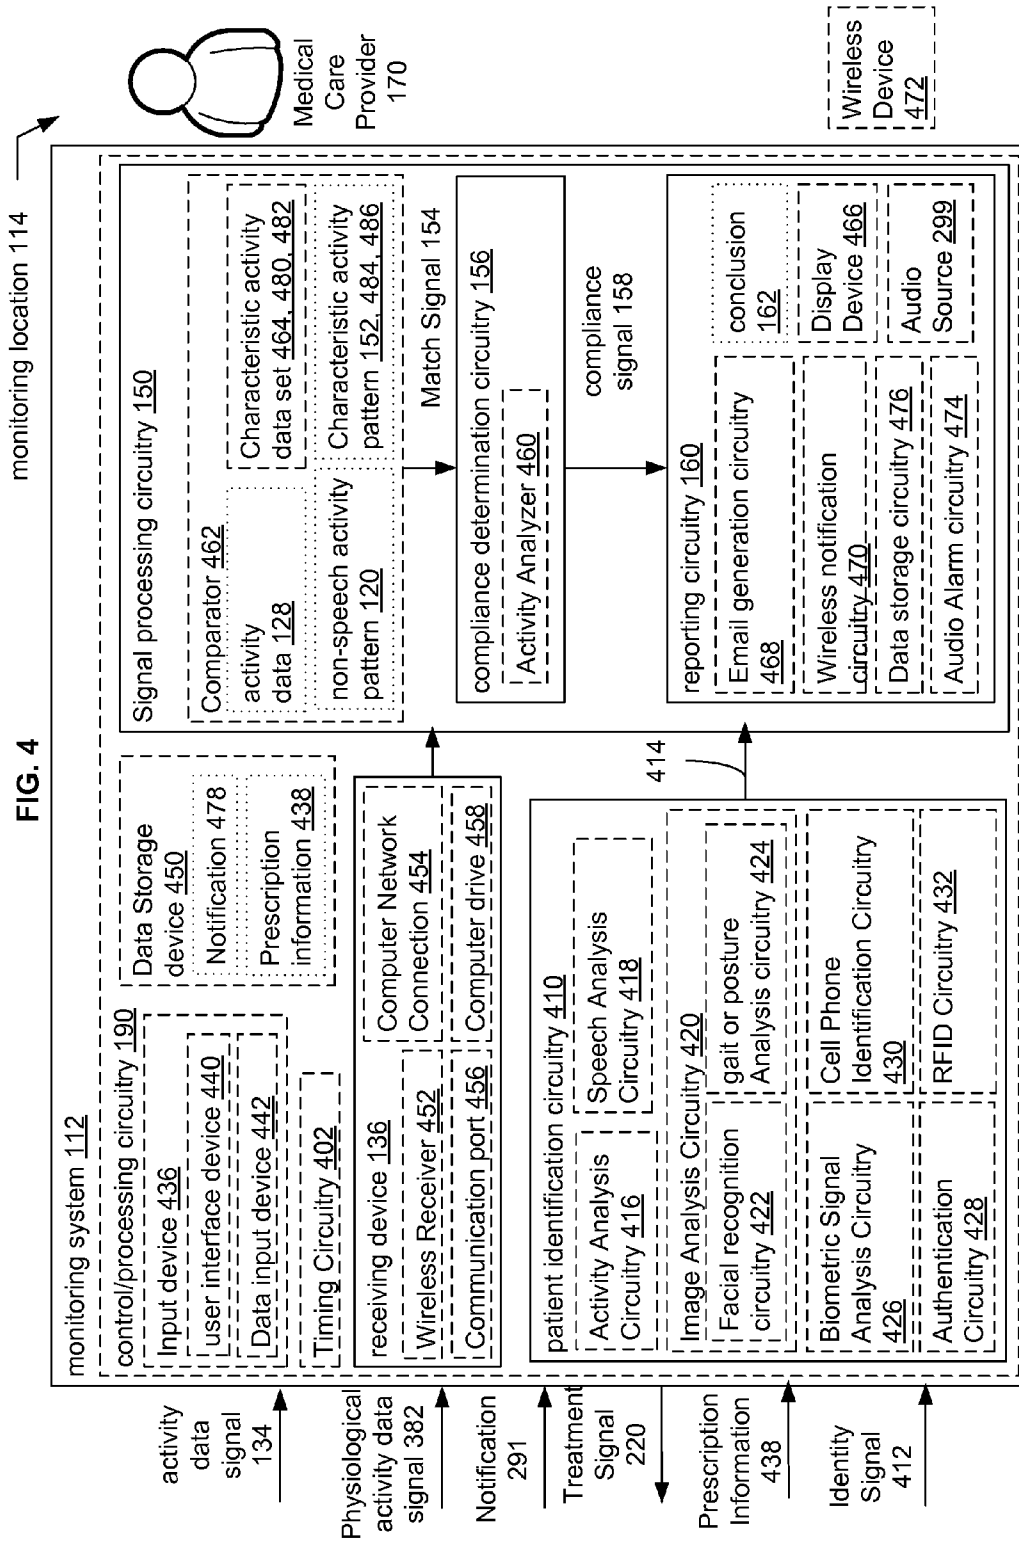 FIG. 4
monitoring location 114
Medical
Care
Provider
170
Wireless
Device
472
monitoring system 112
control/processing circuitry 190
Input device 436
user interface device 440
Data input device 442
Timing Circuitry 402
Data Storage
device 450
Notification 478
Prescription
information 438
receiving device 136
Wireless Receiver 452
Computer Network
Connection 454
Communication port 456
Computer drive 458
patient identification circuitry 410
Activity Analysis
Circuitry 416
Speech Analysis
Circuitry 418
Image Analysis Circuitry 420
Facial recognition
circuitry 422
gait or posture
Analysis circuitry 424
Biometric Signal
Analysis Circuitry
426
Cell Phone
Identification Circuitry
430
Authentication
Circuitry 428
RFID Circuitry 432
414
Signal processing circuitry 150
Comparator 462
activity
data 128
Characteristic activity
data set 464, 480, 482
non-speech activity
pattern 120
Characteristic activity
pattern 152, 484, 486
Match Signal 154
compliance determination circuitry 156
Activity Analyzer 460
compliance
signal 158
reporting circuitry 160
Email generation circuitry
468
conclusion
162
Wireless notification
circuitry 470
Display
Device 466
Data storage circuitry 476
Audio Alarm circuitry 474
Audio
Source 299
activity
data
signal
134
Physiological
activity data
signal 382
Notification
291
Treatment
Signal
220
Prescription
Information
438
Identity
Signal
412